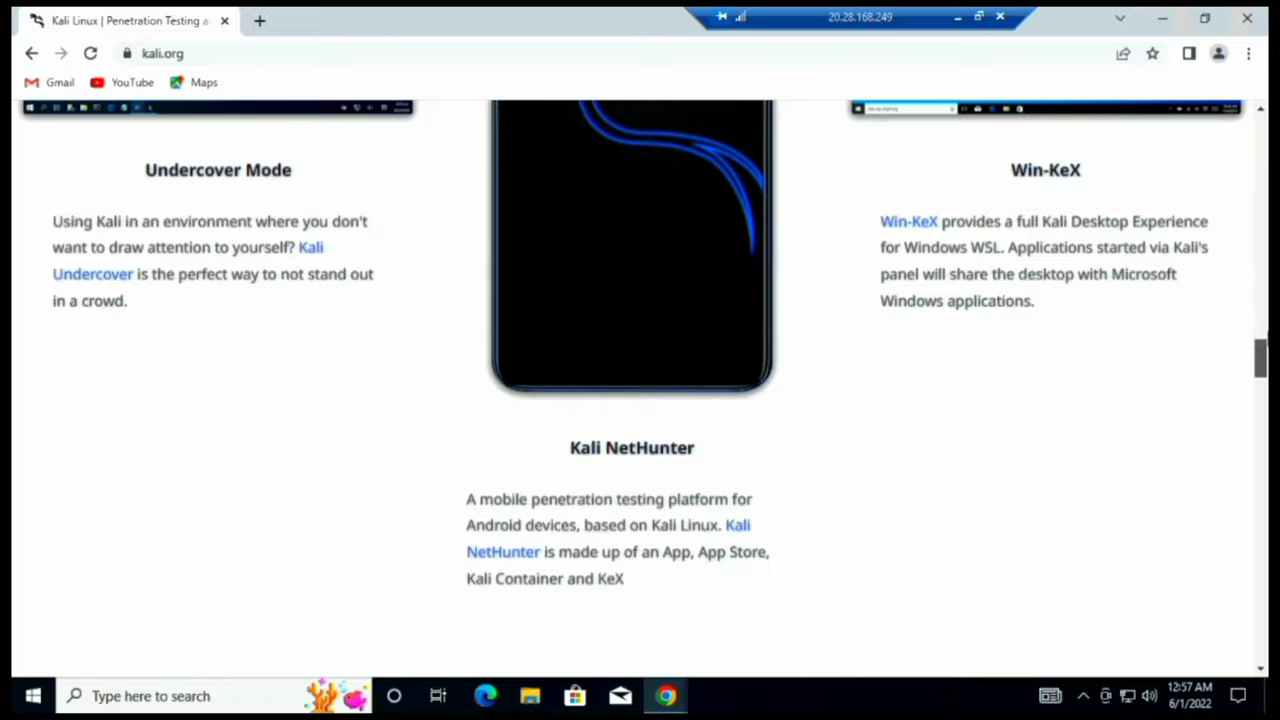 Kali Linux | Penetration Testing a
20.28.168.249
kali.org
Gmail
YouTube
Maps
Undercover Mode
Using Kali in an environment where you don't
want to draw attention to yourself? Kali
Undercover is the perfect way to not stand out
in a crowd.
Win-KeX
Win-KeX provides a full Kali Desktop Experience
for Windows WSL. Applications started via Kali's
panel will share the desktop with Microsoft
Windows applications.
Kali NetHunter
A mobile penetration testing platform for
Android devices, based on Kali Linux. Kali
NetHunter is made up of an App, App Store,
Kali Container and KeX
Type here to search
12:57 AM
6/1/2022